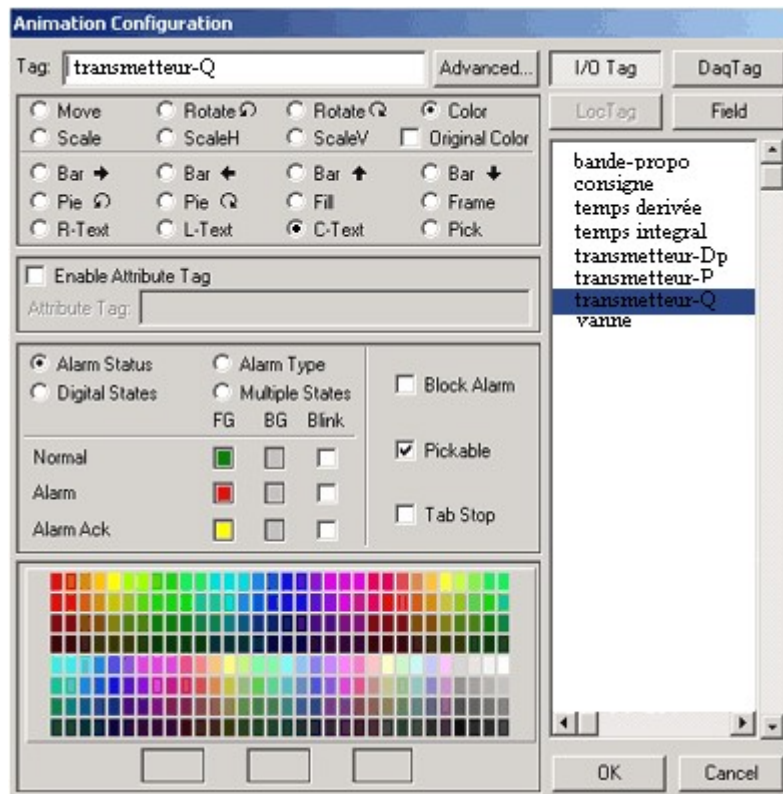 Animation Configuration
Tag: transmetteur-Q Advanced...
Move Rotate Rotate Color
Scale ScaleH ScaleV Original Color
Bar Bar Bar Bar
Pie Pie Fill Frame
R-Text L-Text C-Text Pick
Enable Attribute Tag
Attribute Tag:
Alarm Status Alarm Type
Digital States Multiple States
FG BG Blink
Normal
Alarm
Alarm Ack
Block Alarm
Pickable
Tab Stop
I/O Tag DaqTag
LocTag Field
bande-propo
consigne
temps derivée
temps integral
transmetteur-Dp
transmetteur-P
transmetteur-Q
vanne
OK Cancel